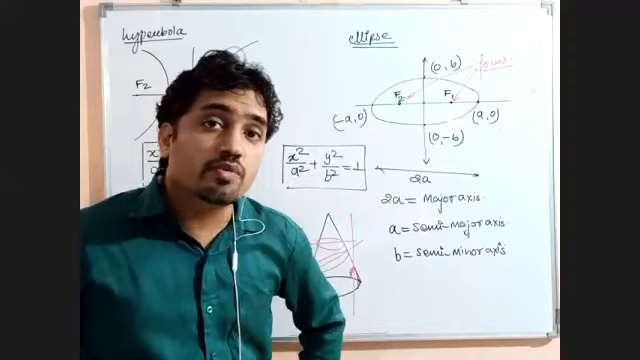 hyperbola
F₂
ellipse
(0, b)
focus.
F₂
F₁
(-a, 0)
(a, 0)
(0, -b)
x²/a² + y²/b² = 1
2a
2a = Major axis.
a = semi-major axis.
b = semi-minor axis